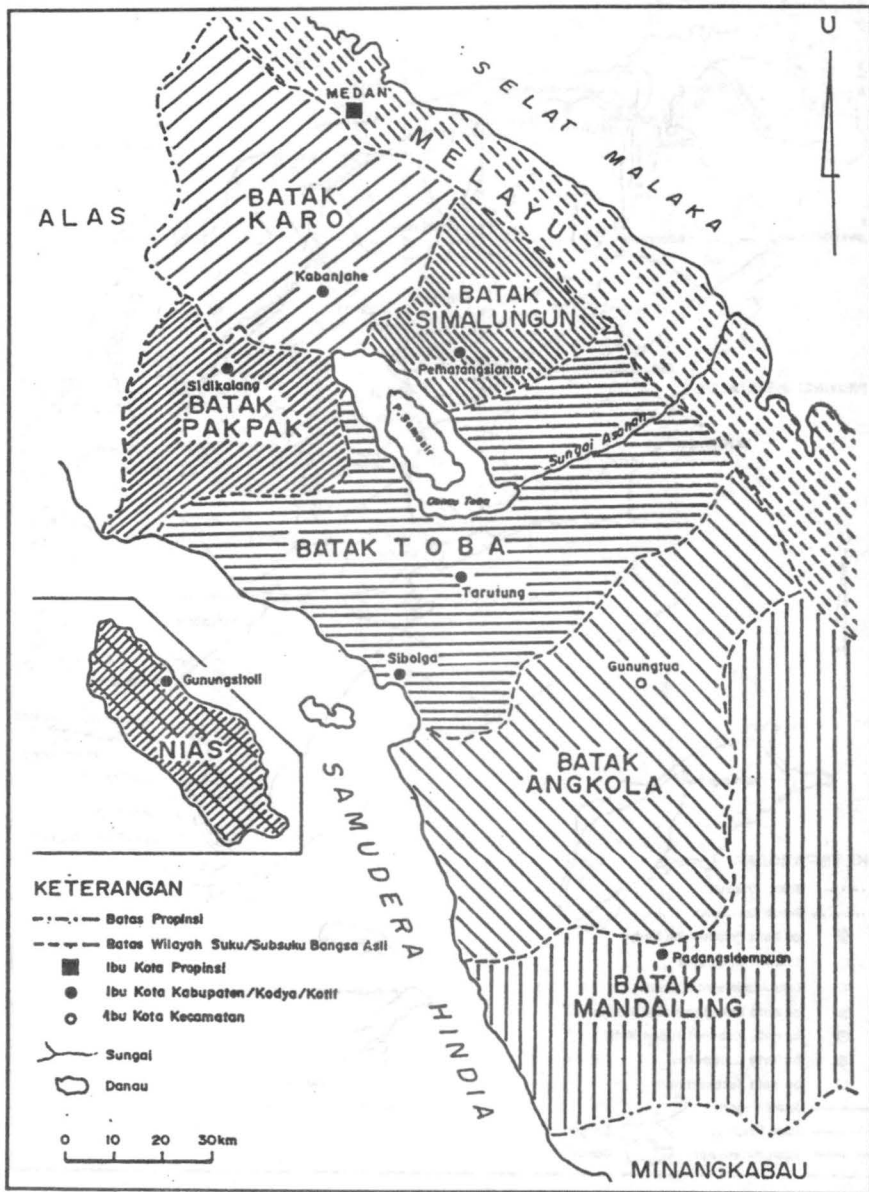 U
SELAT MALAKA
MEDAN
MELAYU
BATAK
KARO
ALAS
Kabanjahe
BATAK
SIMALUNGUN
Pematangsiantar
Sidikalang
BATAK
PAKPAK
P. Samosir
Sungai Asahan
Danau Toba
BATAK TOBA
Tarutung
Sibolga
Gunungsitoli
NIAS
Gunungtua
BATAK
ANGKOLA
SAMUDERA HINDIA
Padangsidempuan
BATAK
MANDAILING
MINANGKABAU
KETERANGAN
Batas Propinsi
Batas Wilayah Suku/Subsuku Bangsa Asli
Ibu Kota Propinsi
Ibu Kota Kabupaten/Kodya/Kotif
Ibu Kota Kecamatan
Sungai
Danau
0 10 20 30km